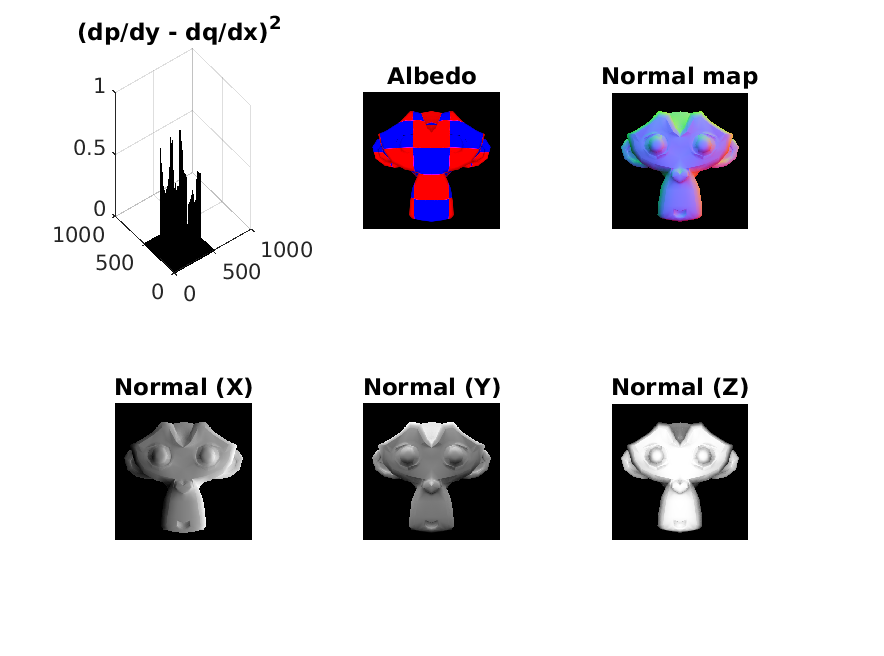 (dp/dy - dq/dx)²
1
0.5
0
1000
500
0
0
500
1000
Albedo
Normal map
Normal (X)
Normal (Y)
Normal (Z)